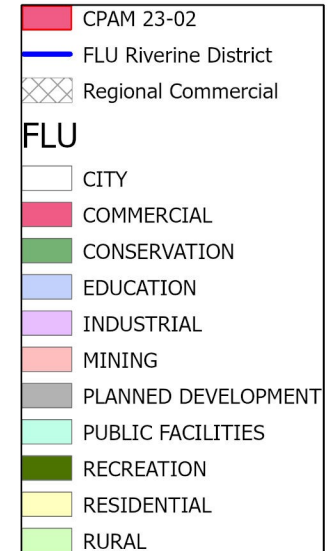 CPAM 23-02
FLU Riverine District
Regional Commercial
FLU
CITY
COMMERCIAL
CONSERVATION
EDUCATION
INDUSTRIAL
MINING
PLANNED DEVELOPMENT
PUBLIC FACILITIES
RECREATION
RESIDENTIAL
RURAL